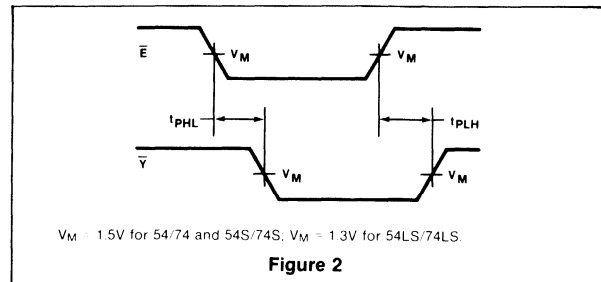 E̅
V_M
V_M
t_PHL
t_PLH
Y̅
V_M
V_M
V_M = 1.5V for 54/74 and 54S/74S; V_M = 1.3V for 54LS/74LS.
Figure 2